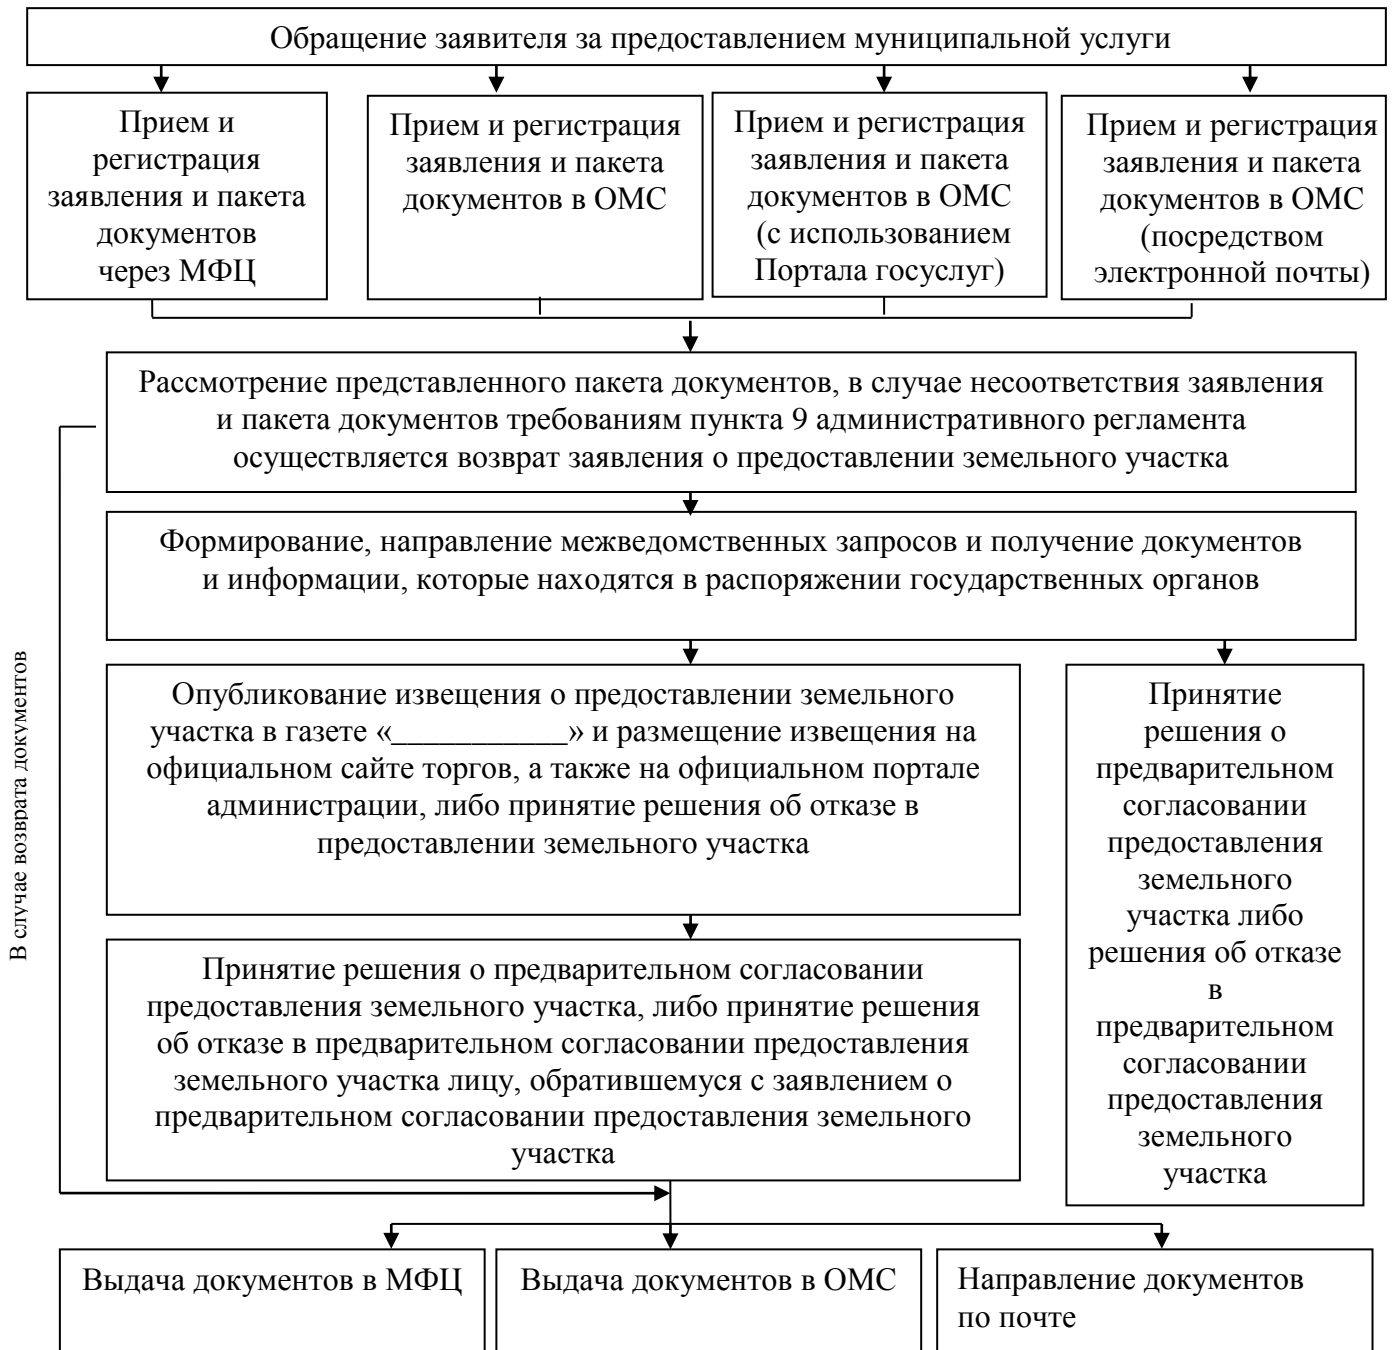 Обращение заявителя за предоставлением муниципальной услуги
Прием и
регистрация
заявления и пакета
документов
через МФЦ
Прием и регистрация
заявления и пакета
документов в ОМС
Прием и регистрация
заявления и пакета
документов в ОМС
(с использованием
Портала госуслуг)
Прием и регистрация
заявления и пакета
документов в ОМС
(посредством
электронной почты)
Рассмотрение представленного пакета документов, в случае несоответствия заявления
и пакета документов требованиям пункта 9 административного регламента
осуществляется возврат заявления о предоставлении земельного участка
Формирование, направление межведомственных запросов и получение документов
и информации, которые находятся в распоряжении государственных органов
В случае возврата документов
Опубликование извещения о предоставлении земельного
участка в газете «___________» и размещение извещения на
официальном сайте торгов, а также на официальном портале
администрации, либо принятие решения об отказе в
предоставлении земельного участка
Принятие
решения о
предварительном
согласовании
предоставления
земельного
участка либо
решения об отказе
в
предварительном
согласовании
предоставления
земельного
участка
Принятие решения о предварительном согласовании
предоставления земельного участка, либо принятие решения
об отказе в предварительном согласовании предоставления
земельного участка лицу, обратившемуся с заявлением о
предварительном согласовании предоставления земельного
участка
Выдача документов в МФЦ
Выдача документов в ОМС
Направление документов
по почте